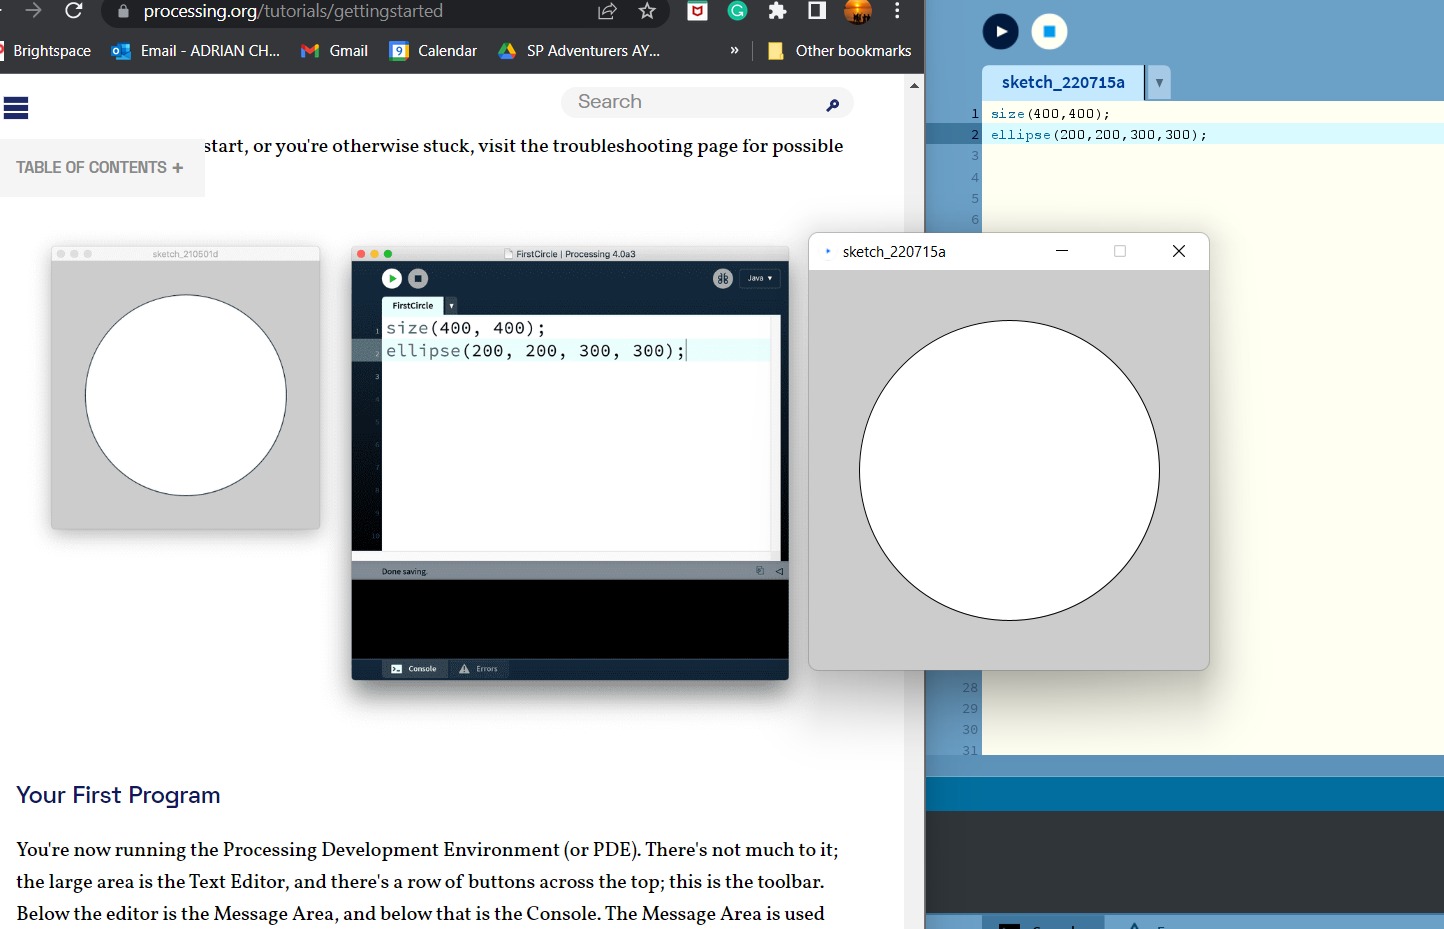 processing.org/tutorials/gettingstarted
Brightspace
Email - ADRIAN CH...
Gmail
9
Calendar
SP Adventurers AY...
»
Other bookmarks
Search
start, or you're otherwise stuck, visit the troubleshooting page for possible
TABLE OF CONTENTS +
sketch_210501d
FirstCircle | Processing 4.0a3
Java
FirstCircle
1
size(400, 400);
2
ellipse(200, 200, 300, 300);
3
4
5
6
7
8
9
10
Done saving.
Console
Errors
sketch_220715a
1 size(400,400);
2 ellipse(200,200,300,300);
3
4
5
6
sketch_220715a
28
29
30
31
Your First Program
You're now running the Processing Development Environment (or PDE). There's not much to it;
the large area is the Text Editor, and there's a row of buttons across the top; this is the toolbar.
Below the editor is the Message Area, and below that is the Console. The Message Area is used